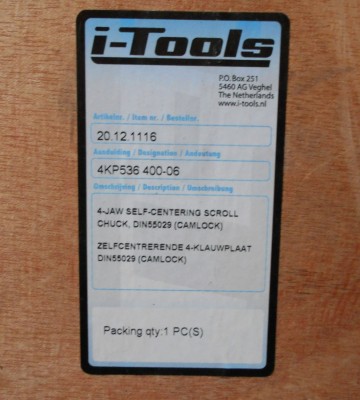 i-Tools
P.O. Box 251
5460 AG Veghel
The Netherlands
www.i-tools.nl
Artikelnr. / Item nr. / Bestellnr.
20.12.1116
Aanduiding / Designation / Andeutung
4KP536 400-06
Omschrijving / Description / Umschreibung
4-JAW SELF-CENTERING SCROLL
CHUCK, DIN55029 (CAMLOCK)
ZELFCENTRERENDE 4-KLAUWPLAAT
DIN55029 (CAMLOCK)
Packing qty:1 PC(S)